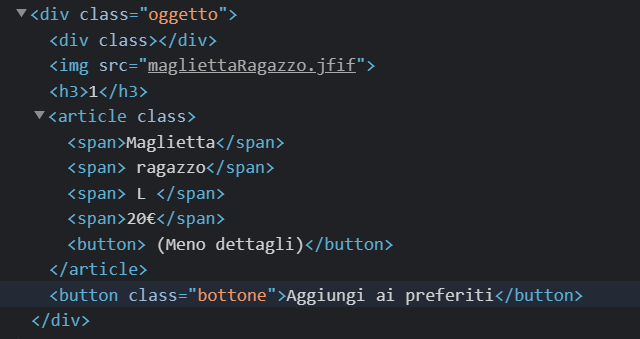 ▼<div class="oggetto">
<div class></div>
<img src="magliettaRagazzo.jfif">
<h3>1</h3>
▼<article class>
<span>Maglietta</span>
<span> ragazzo</span>
<span> L </span>
<span>20€</span>
<button> (Meno dettagli)</button>
</article>
<button class="bottone">Aggiungi ai preferiti</button>
</div>